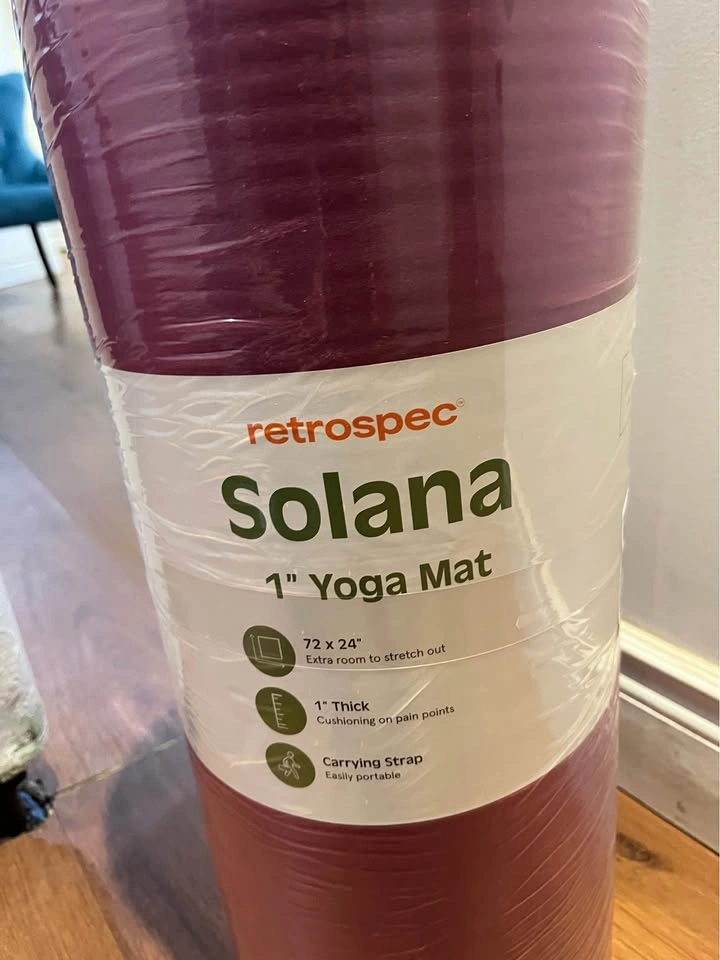 retrospec™
Solana
1" Yoga Mat
72 x 24"
Extra room to stretch out
1" Thick
Cushioning on pain points
Carrying Strap
Easily portable